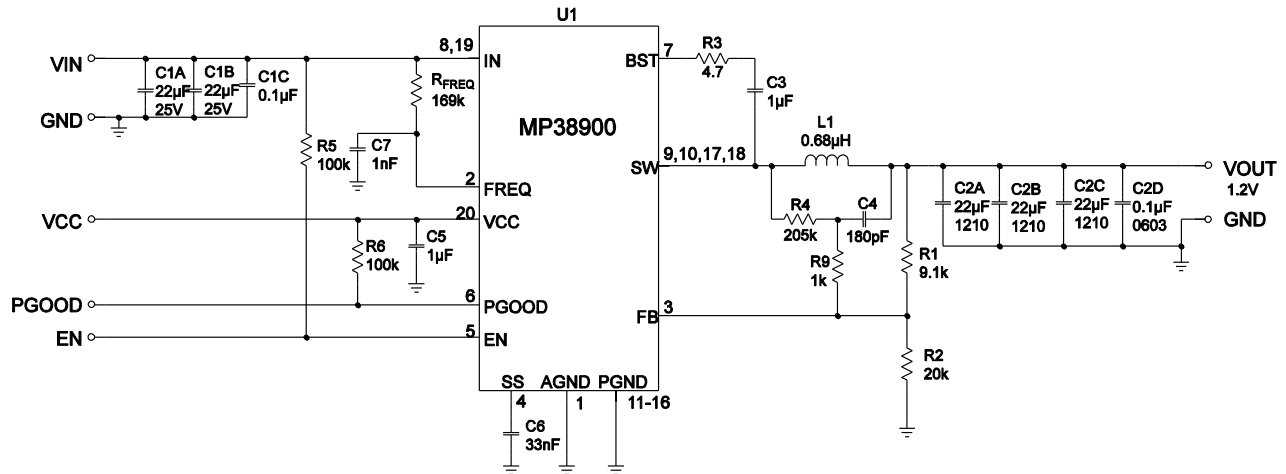 U1
MP38900
VIN
GND
C1A
22µF
25V
C1B
22µF
25V
C1C
0.1µF
8,19
IN
RFREQ
169k
C7
1nF
R5
100k
2
FREQ
VCC
20
VCC
R6
100k
C5
1µF
PGOOD
6
PGOOD
EN
5
EN
SS
4
C6
33nF
AGND
1
PGND
11-16
BST
7
R3
4.7
C3
1µF
SW
9,10,17,18
L1
0.68µH
R4
205k
C4
180pF
R9
1k
R1
9.1k
FB
3
R2
20k
C2A
22µF
1210
C2B
22µF
1210
C2C
22µF
1210
C2D
0.1µF
0603
VOUT
1.2V
GND